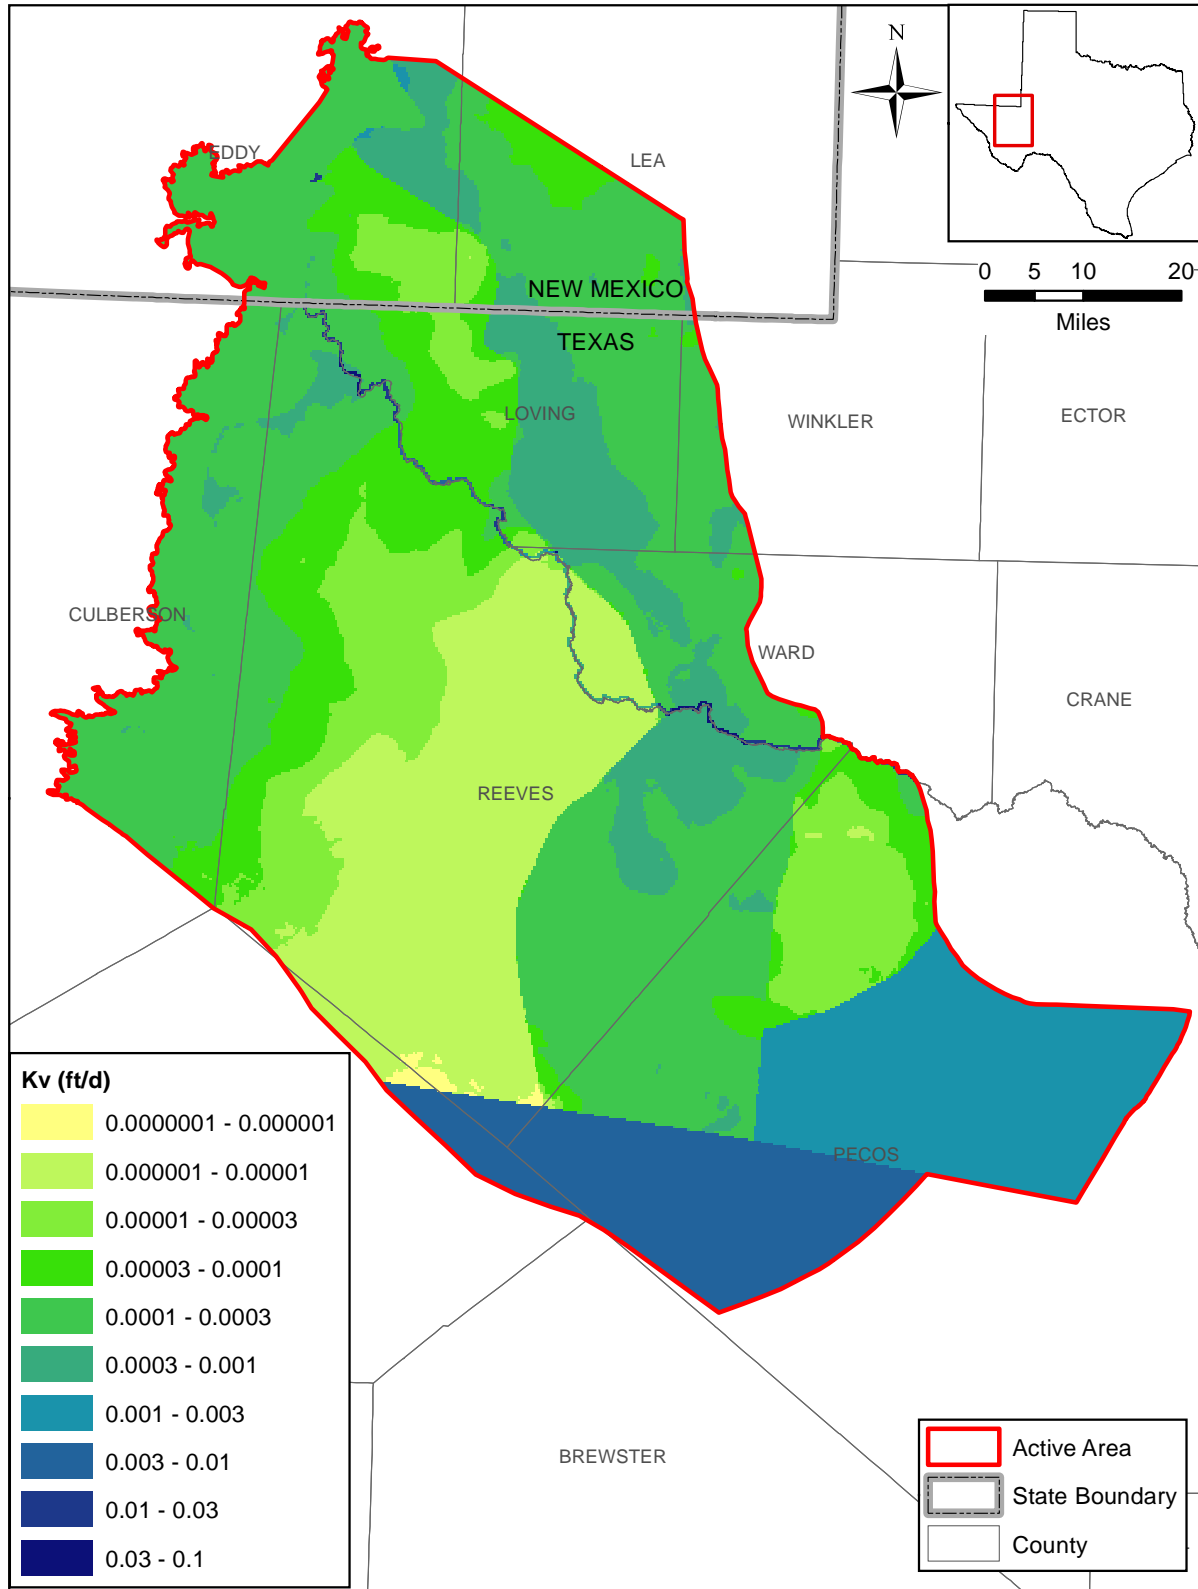 N
EDDY
LEA
0 5 10 20
Miles
NEW MEXICO
TEXAS
LOVING
WINKLER
ECTOR
CULBERSON
WARD
CRANE
REEVES
PECOS
BREWSTER
Kv (ft/d)
0.0000001 - 0.000001
0.000001 - 0.00001
0.00001 - 0.00003
0.00003 - 0.0001
0.0001 - 0.0003
0.0003 - 0.001
0.001 - 0.003
0.003 - 0.01
0.01 - 0.03
0.03 - 0.1
Active Area
State Boundary
County